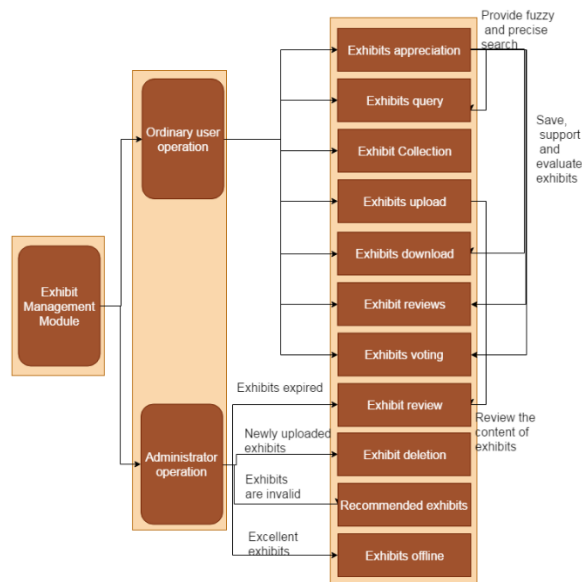 Provide fuzzy
and precise
search
Exhibits appreciation
Exhibits query
Ordinary user
operation
Save,
support
and
evaluate
exhibits
Exhibit Collection
Exhibits upload
Exhibits download
Exhibit
Management
Module
Exhibit reviews
Exhibits voting
Exhibits expired
Exhibit review
Review the
content of
exhibits
Newly uploaded
exhibits
Administrator
operation
Exhibit deletion
Exhibits
are invalid
Recommended exhibits
Excellent
exhibits
Exhibits offline